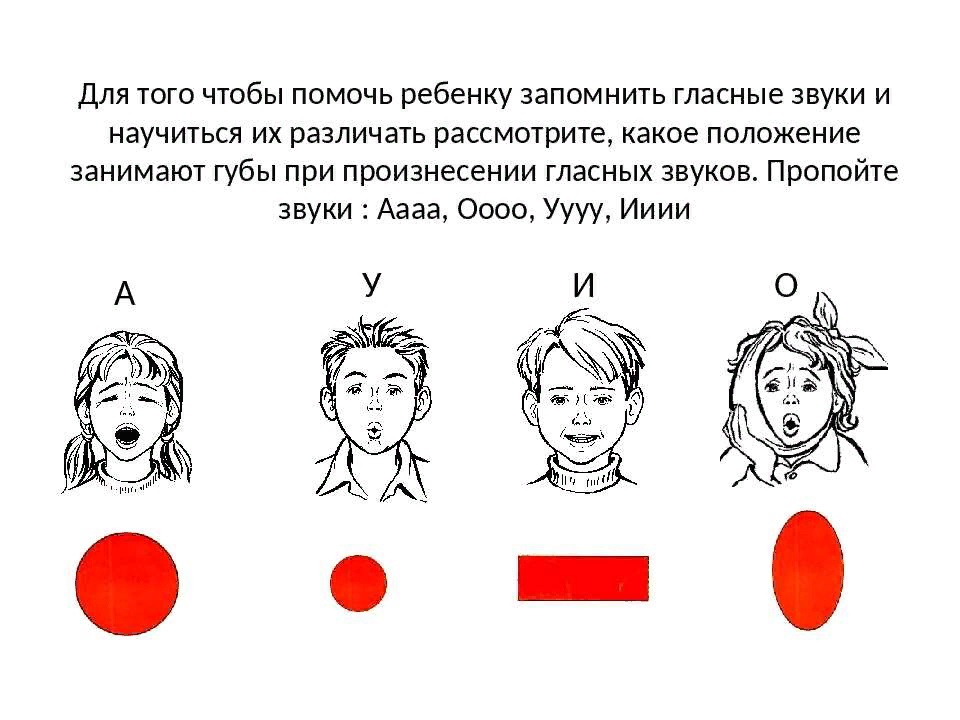 Для того чтобы помочь ребенку запомнить гласные звуки и
научиться их различать рассмотрите, какое положение
занимают губы при произнесении гласных звуков. Пропойте
звуки : Аааа, Оооо, Уууу, Ииии
А У И О